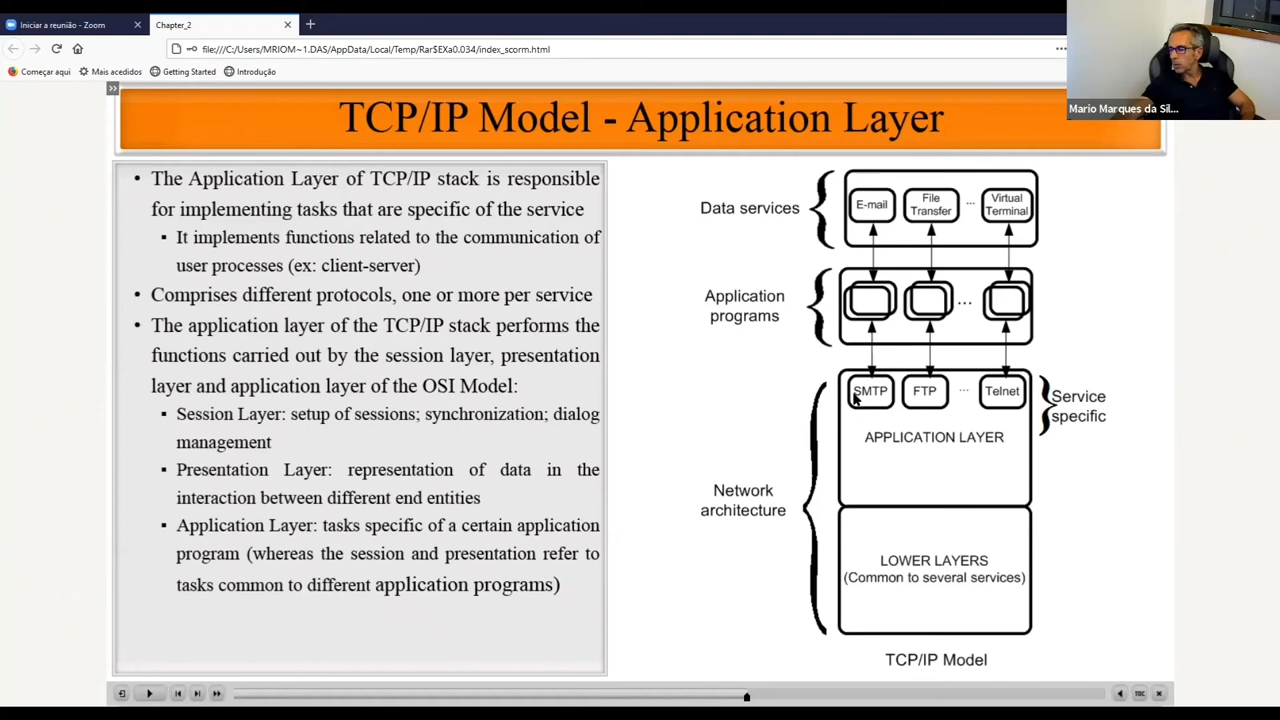 Iniciar a reunião - Zoom
Chapter_2
file:///C:/Users/MRIOM~1.DAS/AppData/Local/Temp/Rar$EXa0.034/index_scorm.html
Começar aqui
Mais acedidos
Getting Started
Introdução
Mario Marques da Sil...
TCP/IP Model - Application Layer
• The Application Layer of TCP/IP stack is responsible
for implementing tasks that are specific of the service
▪ It implements functions related to the communication of
user processes (ex: client-server)
• Comprises different protocols, one or more per service
• The application layer of the TCP/IP stack performs the
functions carried out by the session layer, presentation
layer and application layer of the OSI Model:
▪ Session Layer: setup of sessions; synchronization; dialog
management
▪ Presentation Layer: representation of data in the
interaction between different end entities
▪ Application Layer: tasks specific of a certain application
program (whereas the session and presentation refer to
tasks common to different application programs)
Data services
E-mail
File
Transfer
...
Virtual
Terminal
Application
programs
...
Network
architecture
SMTP
FTP
...
Telnet
Service
specific
APPLICATION LAYER
LOWER LAYERS
(Common to several services)
TCP/IP Model
TOC